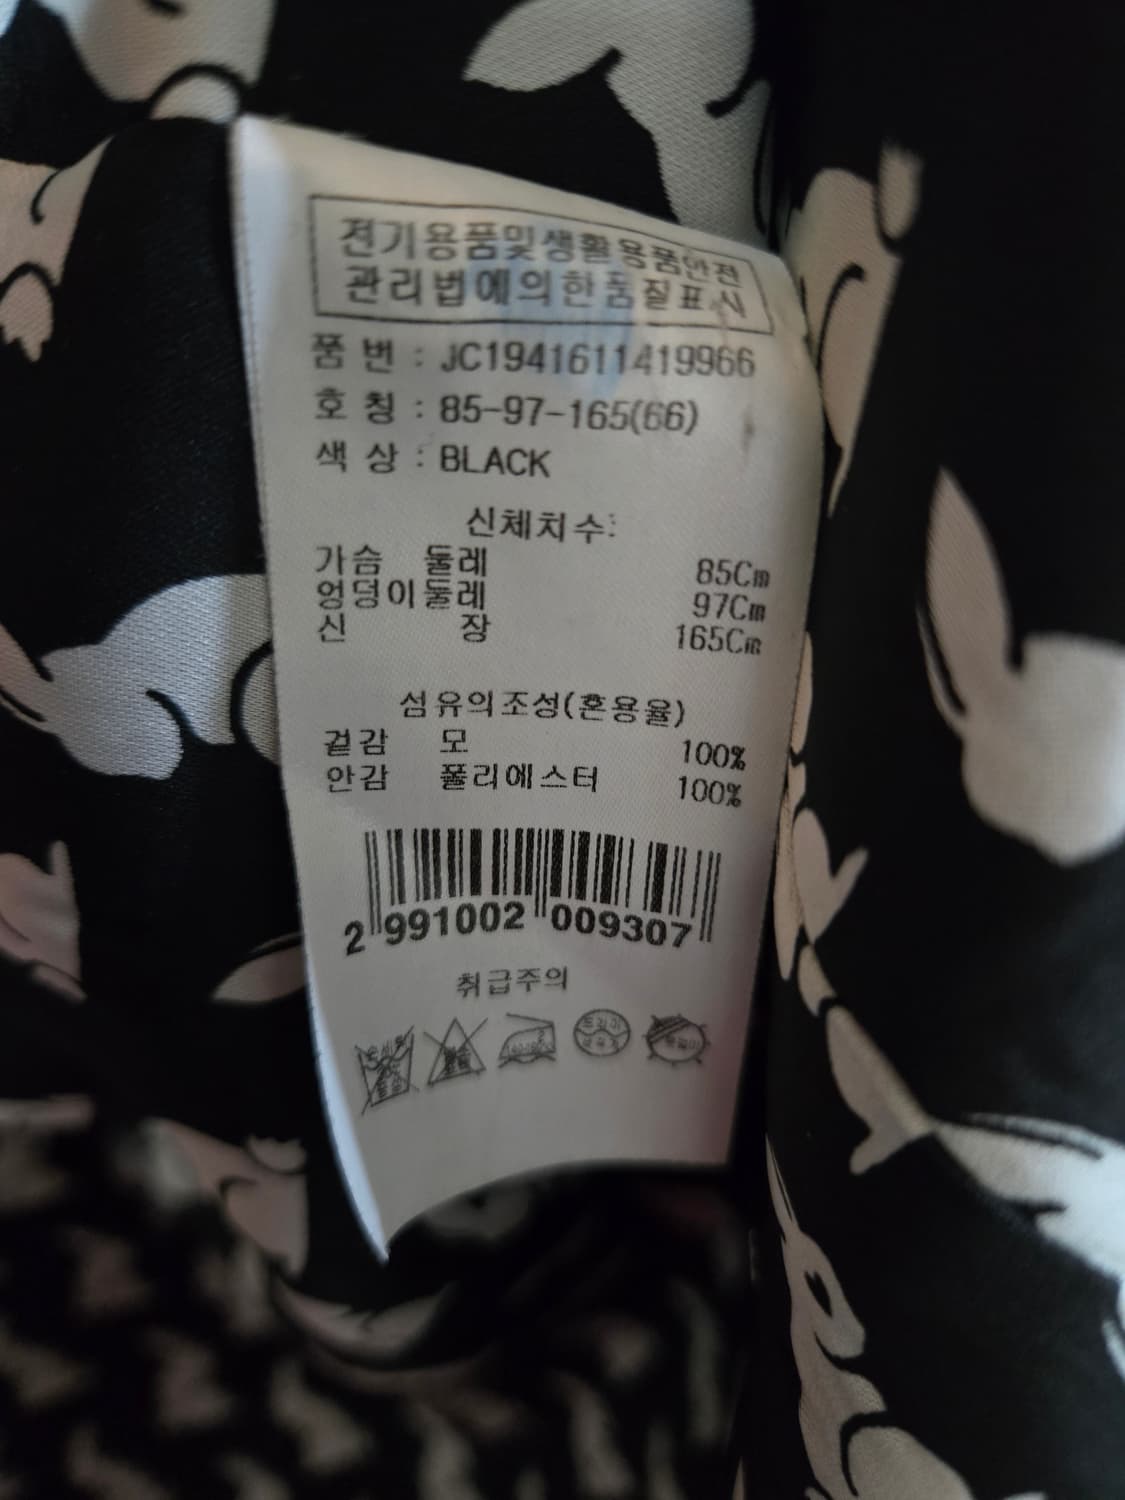 전기용품및생활용품안전
관리법에의한품질표시
품 번 : JC1941611419966
호 칭 : 85-97-165(66)
색 상 : BLACK
신체치수:
가슴 둘레 85Cm
엉덩이둘레 97Cm
신 장 165Cm
섬유의조성(혼용율)
겉감 모 100%
안감 폴리에스터 100%
2 991002 009307
취급주의